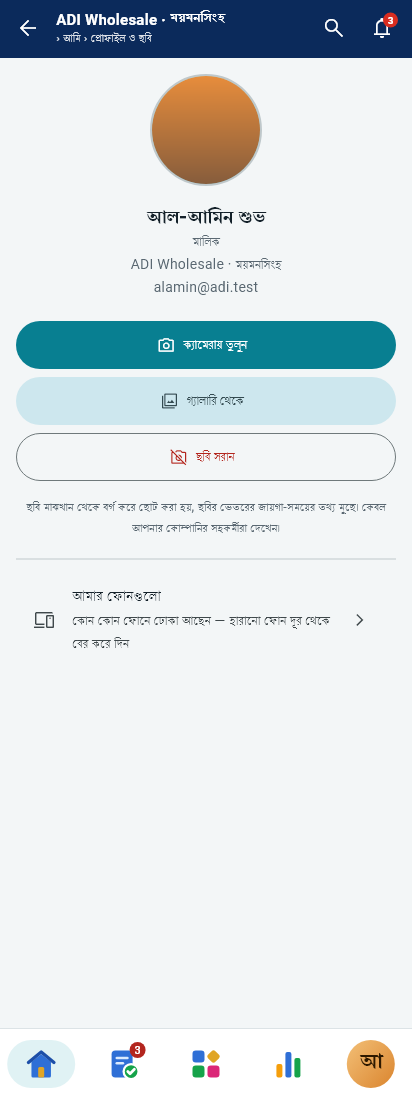 ADI Wholesale · ময়মনসিংহ
3
› আমি › প্রোফাইল ও ছবি
আল-আমিন শুভ
মালিক
ADI Wholesale · ময়মনসিংহ
alamin@adi.test
ক্যামেরায় তুলুন
গ্যালারি থেকে
ছবি সরান
ছবি মাঝখান থেকে বর্গ করে ছোট করা হয়, ছবির ভেতরের জায়গা-সময়ের তথ্য মুছে। কেবল
আপনার কোম্পানির সহকর্মীরা দেখেন।
আমার ফোনগুলো
কোন কোন ফোনে ঢোকা আছেন — হারানো ফোন দূর থেকে
বের করে দিন
3
আ